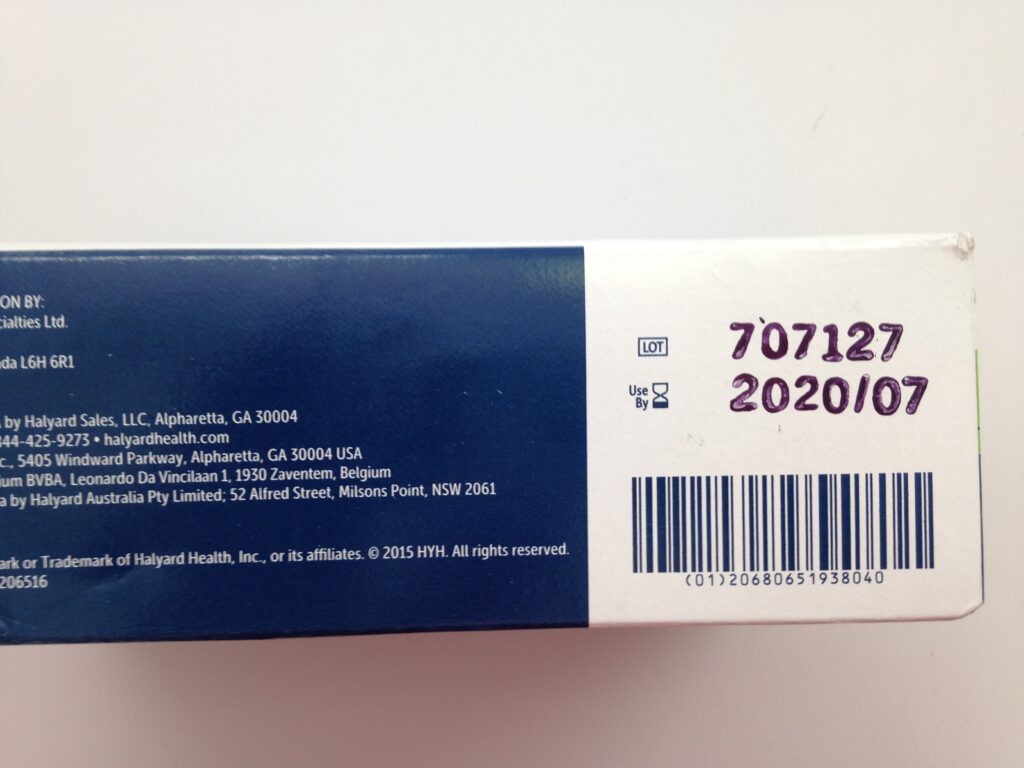 ON BY:
cialties Ltd.
da L6H 6R1
by Halyard Sales, LLC, Alpharetta, GA 30004
844-425-9273 • halyardhealth.com
c., 5405 Windward Parkway, Alpharetta, GA 30004 USA
ium BVBA, Leonardo Da Vincilaan 1, 1930 Zaventem, Belgium
a by Halyard Australia Pty Limited; 52 Alfred Street, Milsons Point, NSW 2061
ark or Trademark of Halyard Health, Inc., or its affiliates. © 2015 HYH. All rights reserved.
206516
LOT 707127
Use By 2020/07
(01)20680651938040